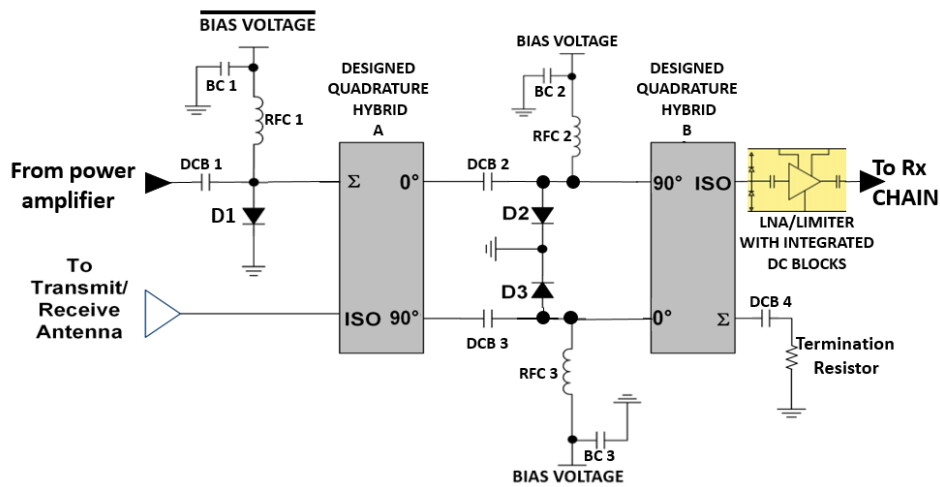 BIAS VOLTAGE
BC 1
RFC 1
DCB 1
From power
amplifier
D1
To
Transmit/
Receive
Antenna
DESIGNED
QUADRATURE
HYBRID
A
Σ 0°
ISO 90°
BIAS VOLTAGE
BC 2
RFC 2
DCB 2
D2
D3
DCB 3
RFC 3
BC 3
BIAS VOLTAGE
DESIGNED
QUADRATURE
HYBRID
B
90° ISO
0° Σ
To Rx
CHAIN
LNA/LIMITER
WITH INTEGRATED
DC BLOCKS
DCB 4
Termination
Resistor